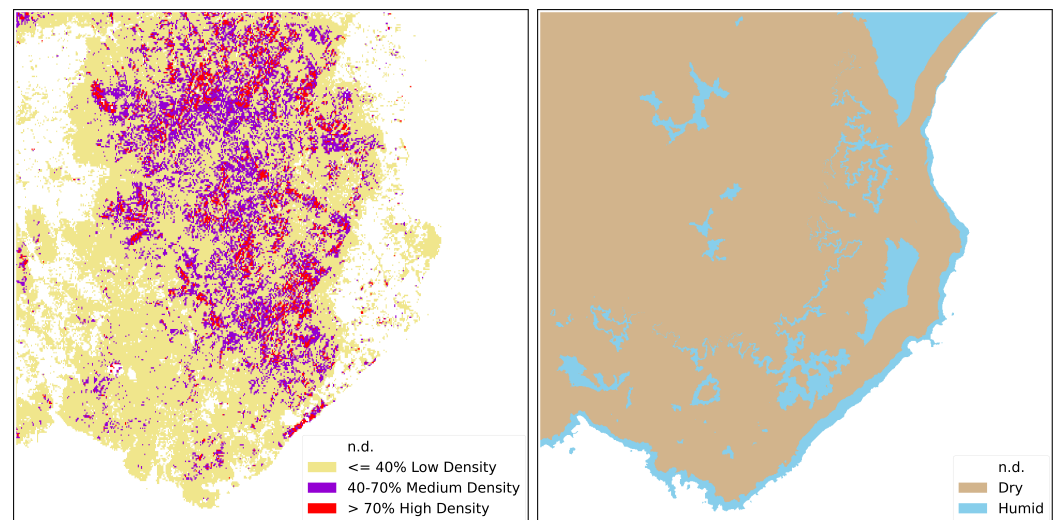 n.d.
<= 40% Low Density
40-70% Medium Density
> 70% High Density
n.d.
Dry
Humid